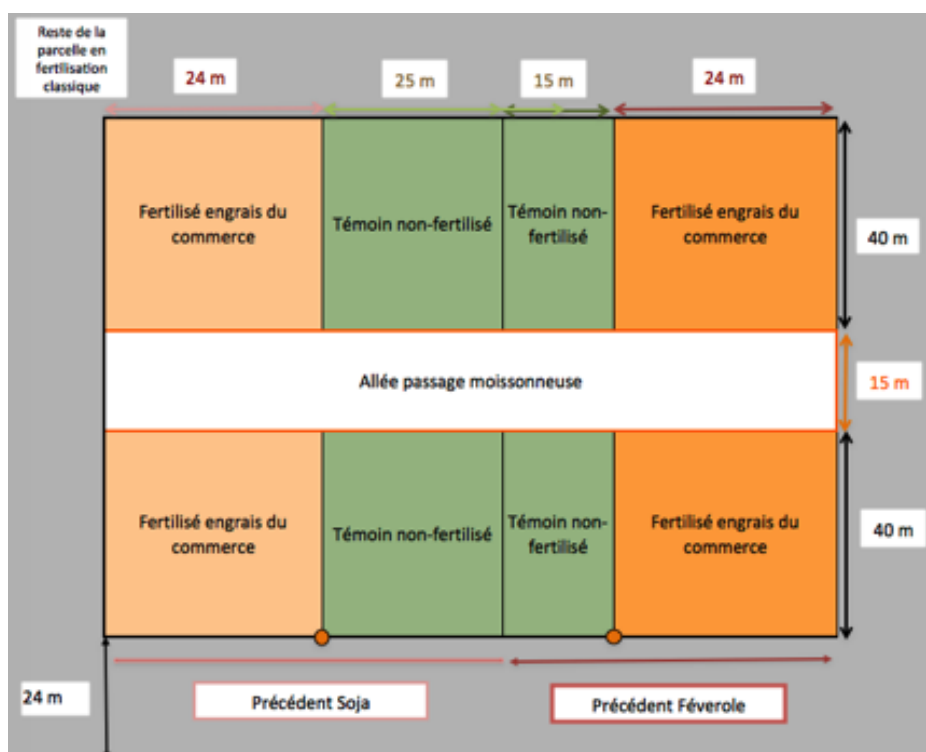 Reste de la
parcelle en
fertilisation
classique
24 m
25 m
15 m
24 m
Fertilisé engrais du
commerce
Témoin non-fertilisé
Témoin non-
fertilisé
Fertilisé engrais du
commerce
40 m
Allée passage moissonneuse
15 m
Fertilisé engrais du
commerce
Témoin non-fertilisé
Témoin non-
fertilisé
Fertilisé engrais du
commerce
40 m
24 m
Précédent Soja
Précédent Féverole